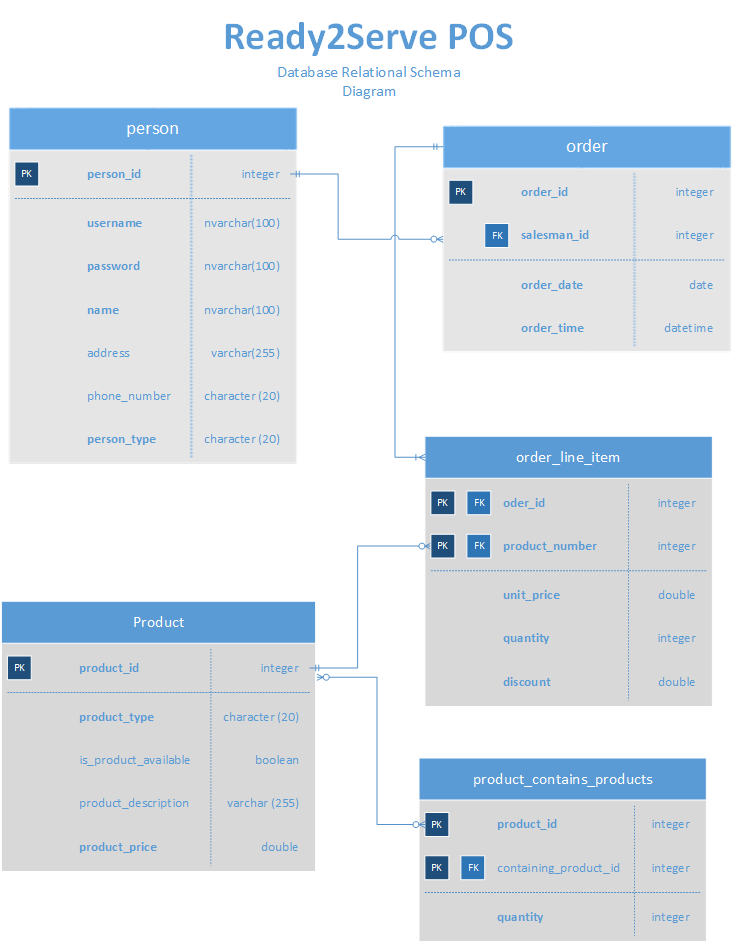 Ready2Serve POS
Database Relational Schema
Diagram
person
PK person_id integer
username nvarchar(100)
password nvarchar(100)
name nvarchar(100)
address varchar(255)
phone_number character (20)
person_type character (20)
order
PK order_id integer
FK salesman_id integer
order_date date
order_time datetime
order_line_item
PK FK oder_id integer
PK FK product_number integer
unit_price double
quantity integer
discount double
Product
PK product_id integer
product_type character (20)
is_product_available boolean
product_description varchar (255)
product_price double
product_contains_products
PK product_id integer
PK FK containing_product_id integer
quantity integer